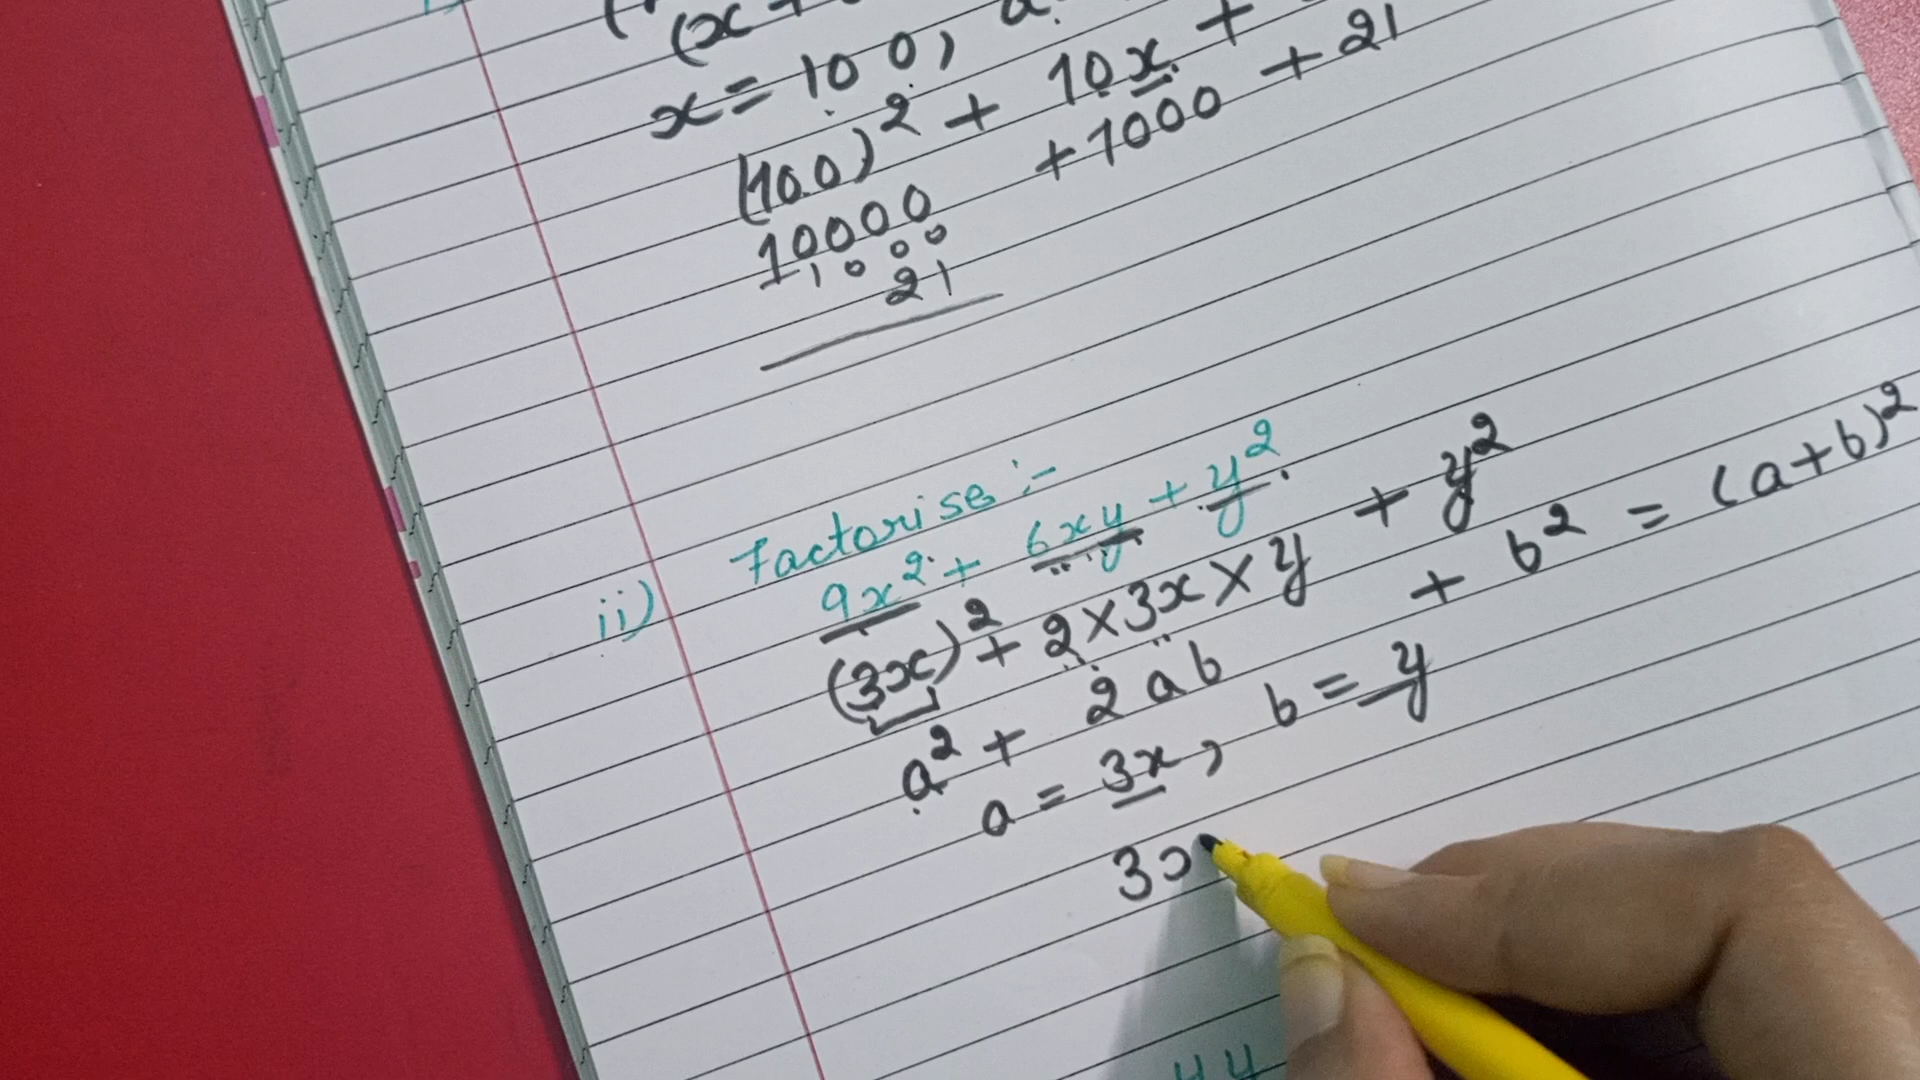 (x+
x = 100, a
(100)² + 10x +
10000 + 1000 + 21
1000
21
Factorise :-
ii) 9x² + 6xy + y².
(3x)² + 2×3x×y + y²
a² + 2ab + b² = (a+b)²
a = 3x, b = y
3x